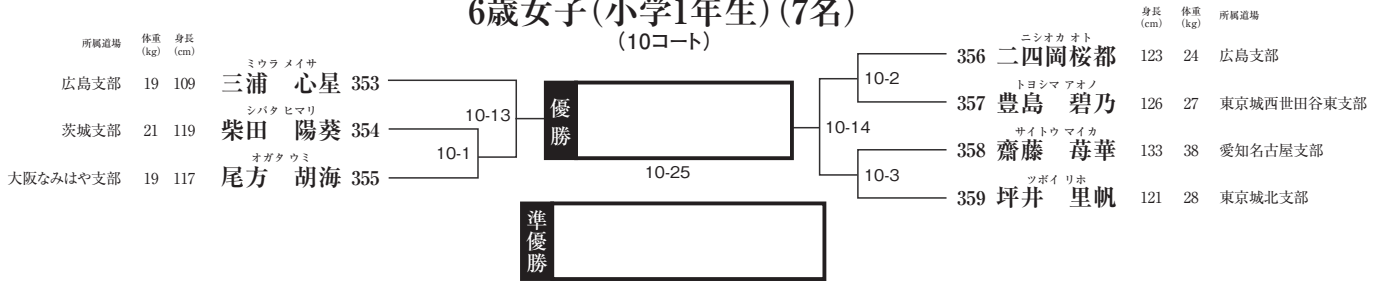 6歳女子(小学1年生)(7名)
(10コート)
所属道場 体重(kg) 身長(cm)
ミウラ メイサ
広島支部 19 109 三浦 心星 353
シバタ ヒマリ
茨城支部 21 119 柴田 陽葵 354
オガタ ウミ
大阪なみはや支部 19 117 尾方 胡海 355
10-13
10-1
優勝
10-25
準優勝
身長(cm) 体重(kg) 所属道場
ニシオカ オト
356 二四岡桜都 123 24 広島支部
10-2
トヨシマ アオノ
357 豊島 碧乃 126 27 東京城西世田谷東支部
10-14
サイトウ マイカ
358 齋藤 苺華 133 38 愛知名古屋支部
10-3
ツボイ リホ
359 坪井 里帆 121 28 東京城北支部